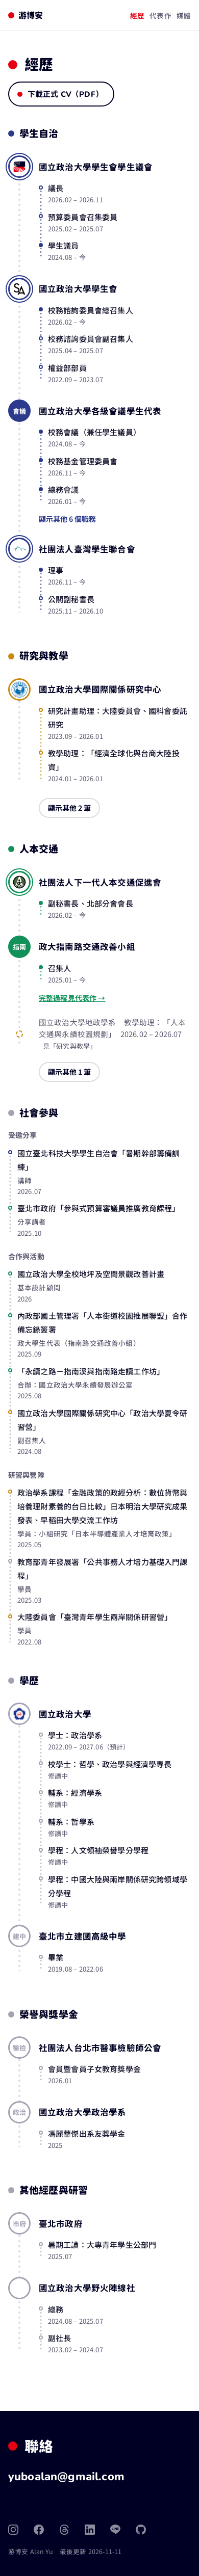 游博安
經歷 代表作 媒體
經歷
下載正式 CV（PDF）
學生自治
國立政治大學學生會學生議會
議長
2026.02 – 2026.11
預算委員會召集委員
2025.02 – 2025.07
學生議員
2024.08 – 今
國立政治大學學生會
校務諮詢委員會總召集人
2026.02 – 今
校務諮詢委員會副召集人
2025.04 – 2025.07
權益部部員
2022.09 – 2023.07
會議
國立政治大學各級會議學生代表
校務會議（兼任學生議員）
2024.08 – 今
校務基金管理委員會
2026.11 – 今
總務會議
2026.01 – 今
顯示其他 6 個職務
社團法人臺灣學生聯合會
理事
2026.11 – 今
公關副秘書長
2025.11 – 2026.10
研究與教學
國立政治大學國際關係研究中心
研究計畫助理：大陸委員會、國科會委託
研究
2023.09 – 2026.01
教學助理：「經濟全球化與台商大陸投
資」
2024.01 – 2026.01
顯示其他 2 筆
人本交通
社團法人下一代人本交通促進會
副秘書長、北部分會會長
2026.02 – 今
指南
政大指南路交通改善小組
召集人
2025.01 – 今
完整過程見代表作 →
國立政治大學地政學系 教學助理：「人本
交通與永續校園規劃」 2026.02 – 2026.07
見「研究與教學」
顯示其他 1 筆
社會參與
受邀分享
國立臺北科技大學學生自治會「暑期幹部籌備訓
練」
講師
2026.07
臺北市政府「參與式預算審議員推廣教育課程」
分享講者
2025.10
合作與活動
國立政治大學全校地坪及空間景觀改善計畫
基本設計顧問
2026
內政部國土管理署「人本街道校園推展聯盟」合作
備忘錄簽署
政大學生代表（指南路交通改善小組）
2025.09
「永續之路－指南溪與指南路走讀工作坊」
合辦：國立政治大學永續發展辦公室
2025.08
國立政治大學國際關係研究中心「政治大學夏令研
習營」
副召集人
2024.08
研習與營隊
政治學系課程「金融政策的政經分析：數位貨幣與
培養理財素養的台日比較」日本明治大學研究成果
發表、早稻田大學交流工作坊
學員：小組研究「日本半導體產業人才培育政策」
2025.05
教育部青年發展署「公共事務人才培力基礎入門課
程」
學員
2025.03
大陸委員會「臺灣青年學生兩岸關係研習營」
學員
2022.08
學歷
國立政治大學
學士：政治學系
2022.09 – 2027.06（預計）
校學士：哲學、政治學與經濟學專長
修讀中
輔系：經濟學系
修讀中
輔系：哲學系
修讀中
學程：人文領袖榮譽學分學程
修讀中
學程：中國大陸與兩岸關係研究跨領域學
分學程
修讀中
建中
臺北市立建國高級中學
畢業
2019.08 – 2022.06
榮譽與獎學金
醫檢
社團法人台北市醫事檢驗師公會
會員暨會員子女教育獎學金
2026.01
政治
國立政治大學政治學系
馮麗華傑出系友獎學金
2025
其他經歷與研習
市府
臺北市政府
暑期工讀：大專青年學生公部門
2025.07
國立政治大學野火陣線社
總務
2024.08 – 2025.07
副社長
2023.02 – 2024.07
聯絡
yuboalan@gmail.com
游博安 Alan Yu 最後更新 2026-11-11